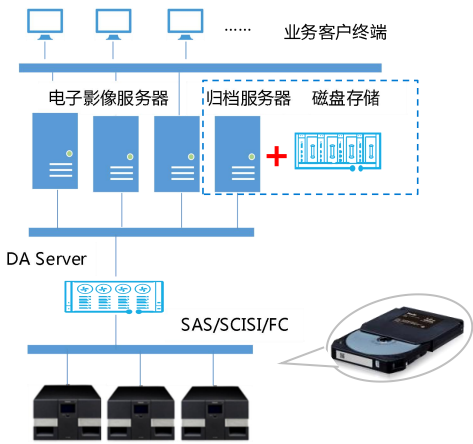 …… 业务客户终端
电子影像服务器 归档服务器 磁盘存储
DA Server
SAS/SCISI/FC